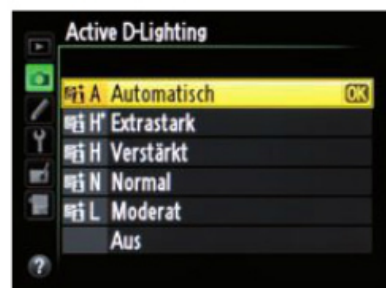 Active D-Lighting
A Automatisch OK
H* Extrastark
H Verstärkt
N Normal
L Moderat
Aus
?